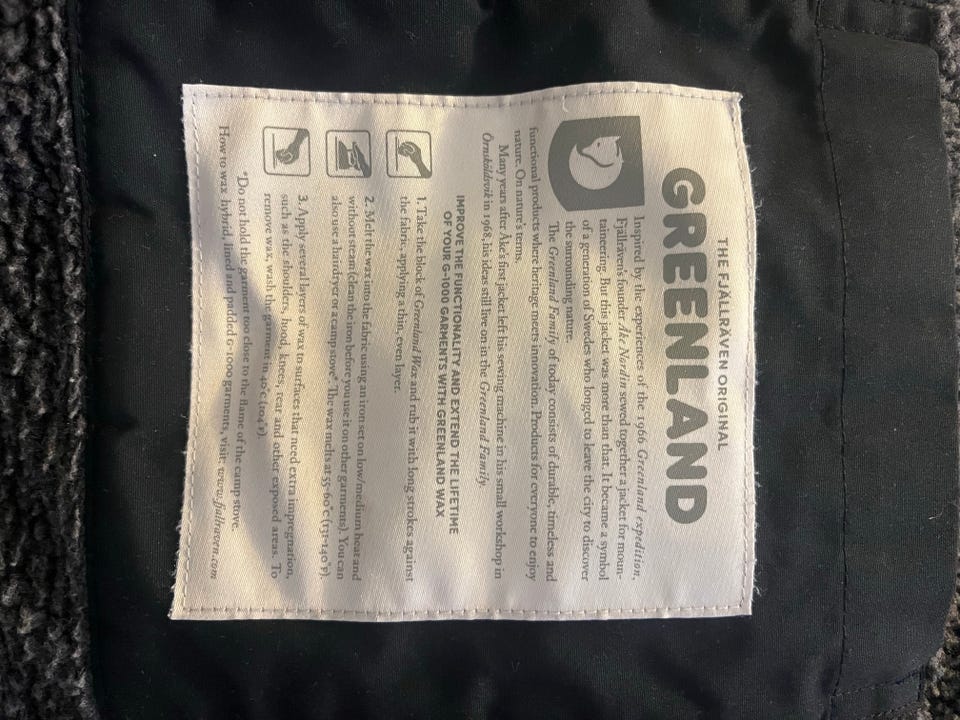 THE FJÄLLRÄVEN ORIGINAL
GREENLAND
Inspired by the experiences of the 1966 Greenland expedition,
Fjällräven's founder Åke Nordin sewed together a jacket for moun-
taineering. But this jacket was more than that. It became a symbol
of a generation of Swedes who longed to leave the city to discover
the surrounding nature.
The Greenland Family of today consists of durable, timeless and
functional products where heritage meets innovation. Products for everyone to enjoy
nature. On nature's terms.
Many years after Åke's first jacket left his sewing machine in his small workshop in
Örnsköldsvik in 1968, his ideas still live on in the Greenland Family.
IMPROVE THE FUNCTIONALITY AND EXTEND THE LIFETIME
OF YOUR G-1000 GARMENTS WITH GREENLAND WAX
1. Take the block of Greenland Wax and rub it with long strokes against
the fabric, applying a thin, even layer.
2. Melt the wax into the fabric using an iron set on low/medium heat and
without steam (clean the iron before you use it on other garments). You can
also use a hairdryer or a camp stove*. The wax melts at 55-60°C (131-140°F).
3. Apply several layers of wax to surfaces that need extra impregnation,
such as the shoulders, hood, knees, rear and other exposed areas. To
remove wax, wash the garment in 40°C (104°F).
*Do not hold the garment too close to the flame of the camp stove.
How to wax hybrid, lined and padded G-1000 garments, visit: www.fjallraven.com